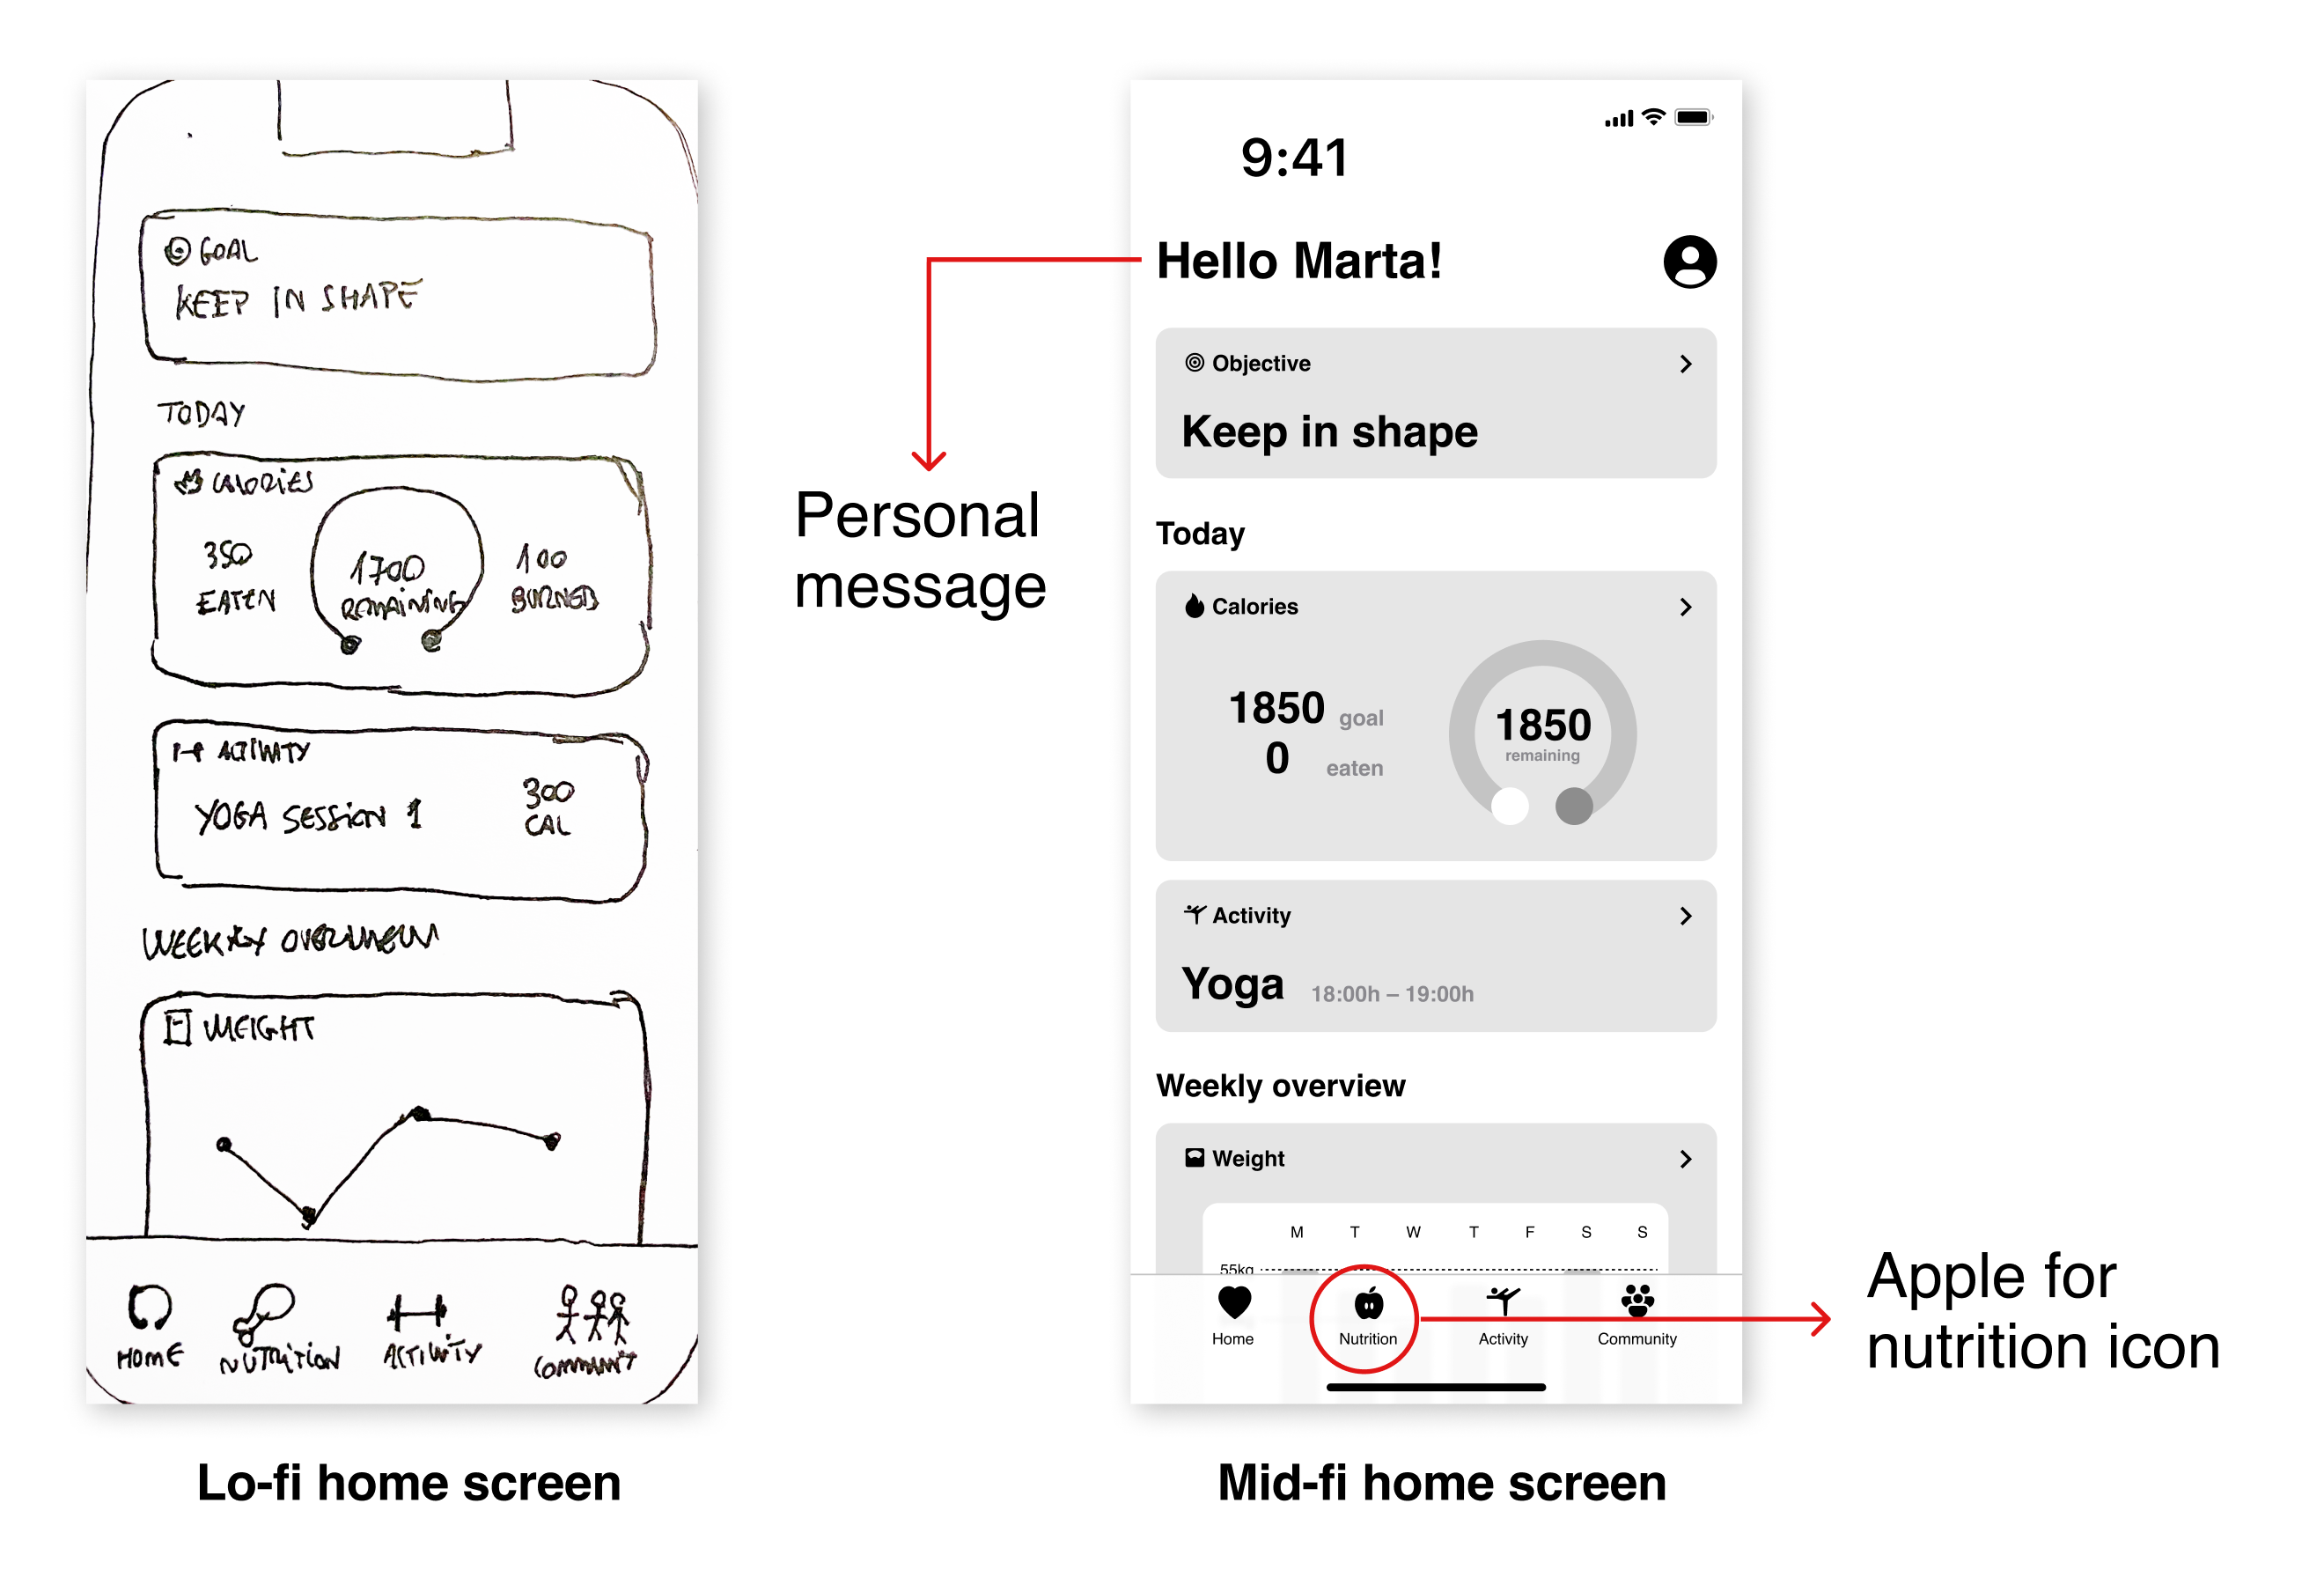 GOAL
KEEP IN SHAPE
TODAY
CALORIES
350
EATEN
1700
REMAINING
100
BURNED
ACTIVITY
YOGA SESSION 1
300
CAL
WEEKLY OVERVIEW
WEIGHT
HOME
NUTRITION
ACTIVITY
COMMUNIT
Lo-fi home screen
Personal
message
9:41
Hello Marta!
Objective
Keep in shape
Today
Calories
1850 goal
0 eaten
1850
remaining
Activity
Yoga 18:00h – 19:00h
Weekly overview
Weight
M T W T F S S
55kg
Home
Nutrition
Activity
Community
Mid-fi home screen
Apple for
nutrition icon